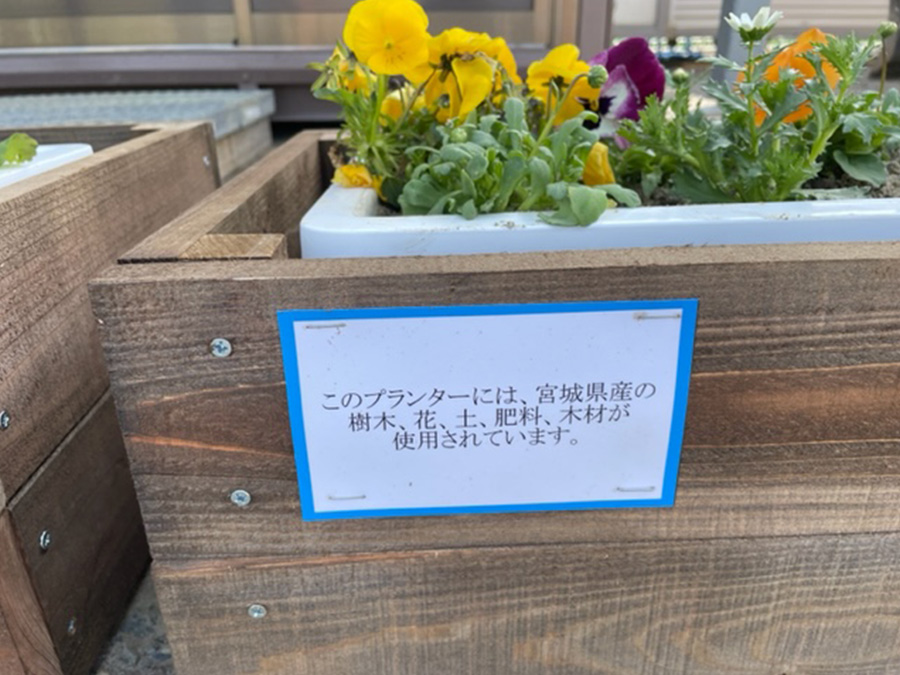 このプランターには、宮城県産の
樹木、花、土、肥料、木材が
使用されています。